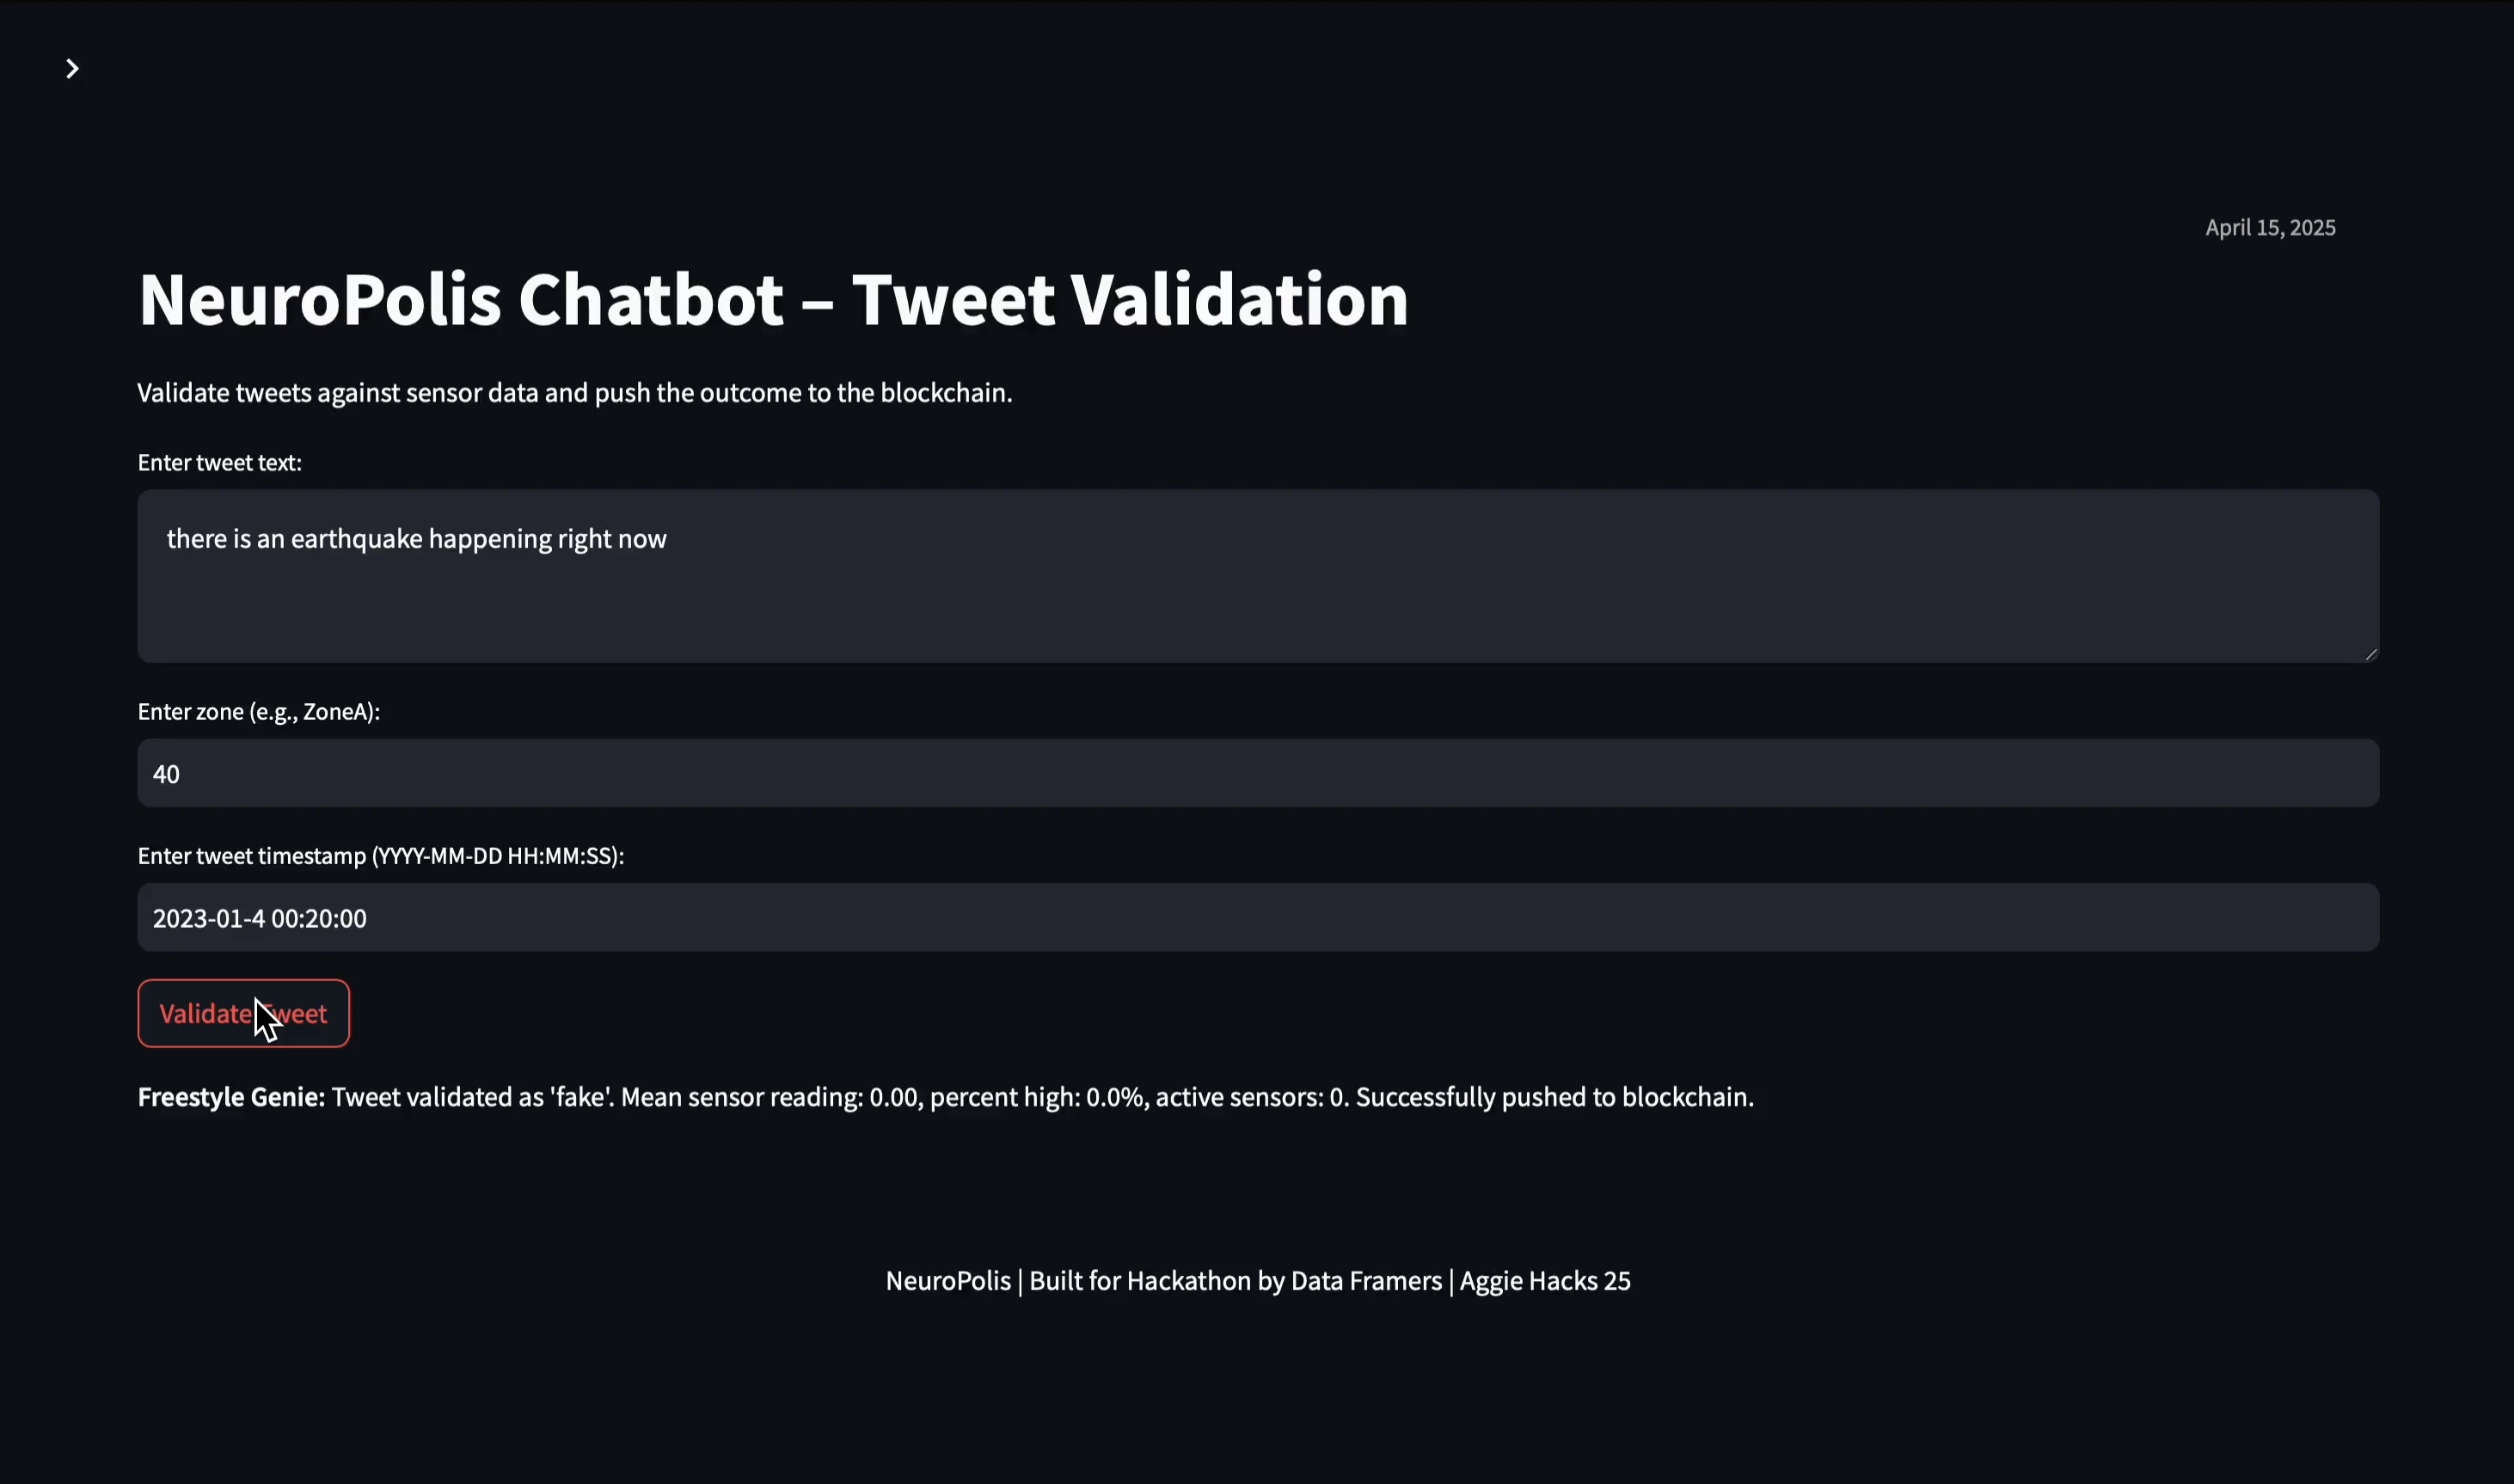 April 15, 2025
NeuroPolis Chatbot – Tweet Validation
Validate tweets against sensor data and push the outcome to the blockchain.
Enter tweet text:
there is an earthquake happening right now
Enter zone (e.g., ZoneA):
40
Enter tweet timestamp (YYYY-MM-DD HH:MM:SS):
2023-01-4 00:20:00
Validate Tweet
Freestyle Genie: Tweet validated as 'fake'. Mean sensor reading: 0.00, percent high: 0.0%, active sensors: 0. Successfully pushed to blockchain.
NeuroPolis | Built for Hackathon by Data Framers | Aggie Hacks 25